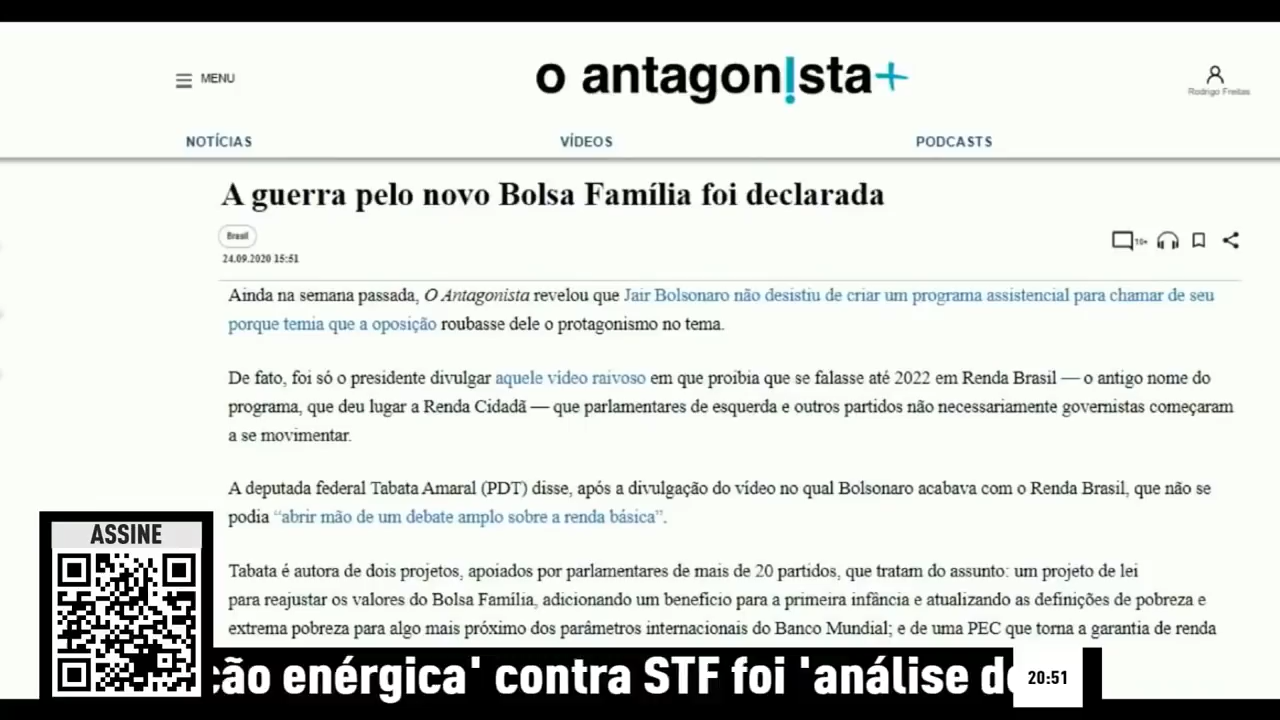 MENU
o antagon!sta+
Rodrigo Freitas
NOTÍCIAS
VÍDEOS
PODCASTS
A guerra pelo novo Bolsa Família foi declarada
Brasil
10+
24.09.2020 15:51
Ainda na semana passada, O Antagonista revelou que Jair Bolsonaro não desistiu de criar um programa assistencial para chamar de seu
porque temia que a oposição roubasse dele o protagonismo no tema.
De fato, foi só o presidente divulgar aquele vídeo raivoso em que proibia que se falasse até 2022 em Renda Brasil — o antigo nome do
programa, que deu lugar a Renda Cidadã — que parlamentares de esquerda e outros partidos não necessariamente governistas começaram
a se movimentar.
A deputada federal Tabata Amaral (PDT) disse, após a divulgação do vídeo no qual Bolsonaro acabava com o Renda Brasil, que não se
podia “abrir mão de um debate amplo sobre a renda básica”.
Tabata é autora de dois projetos, apoiados por parlamentares de mais de 20 partidos, que tratam do assunto: um projeto de lei
para reajustar os valores do Bolsa Família, adicionando um benefício para a primeira infância e atualizando as definições de pobreza e
extrema pobreza para algo mais próximo dos parâmetros internacionais do Banco Mundial; e de uma PEC que torna a garantia de renda
ASSINE
ção enérgica' contra STF foi 'análise de
20:51